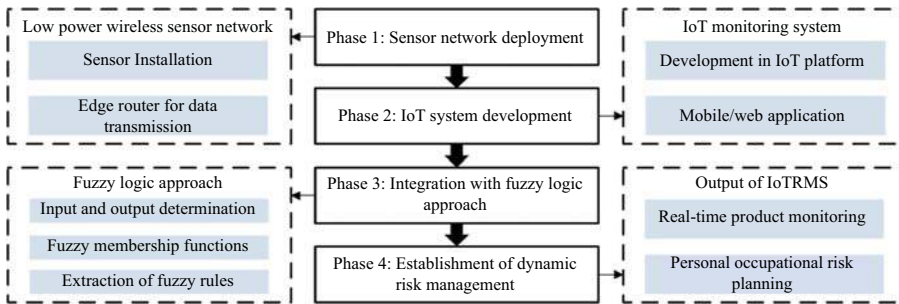 Low power wireless sensor network
Sensor Installation
Edge router for data
transmission
Phase 1: Sensor network deployment
Phase 2: IoT system development
IoT monitoring system
Development in IoT platform
Mobile/web application
Fuzzy logic approach
Input and output determination
Fuzzy membership functions
Extraction of fuzzy rules
Phase 3: Integration with fuzzy logic
approach
Phase 4: Establishment of dynamic
risk management
Output of IoTRMS
Real-time product monitoring
Personal occupational risk
planning